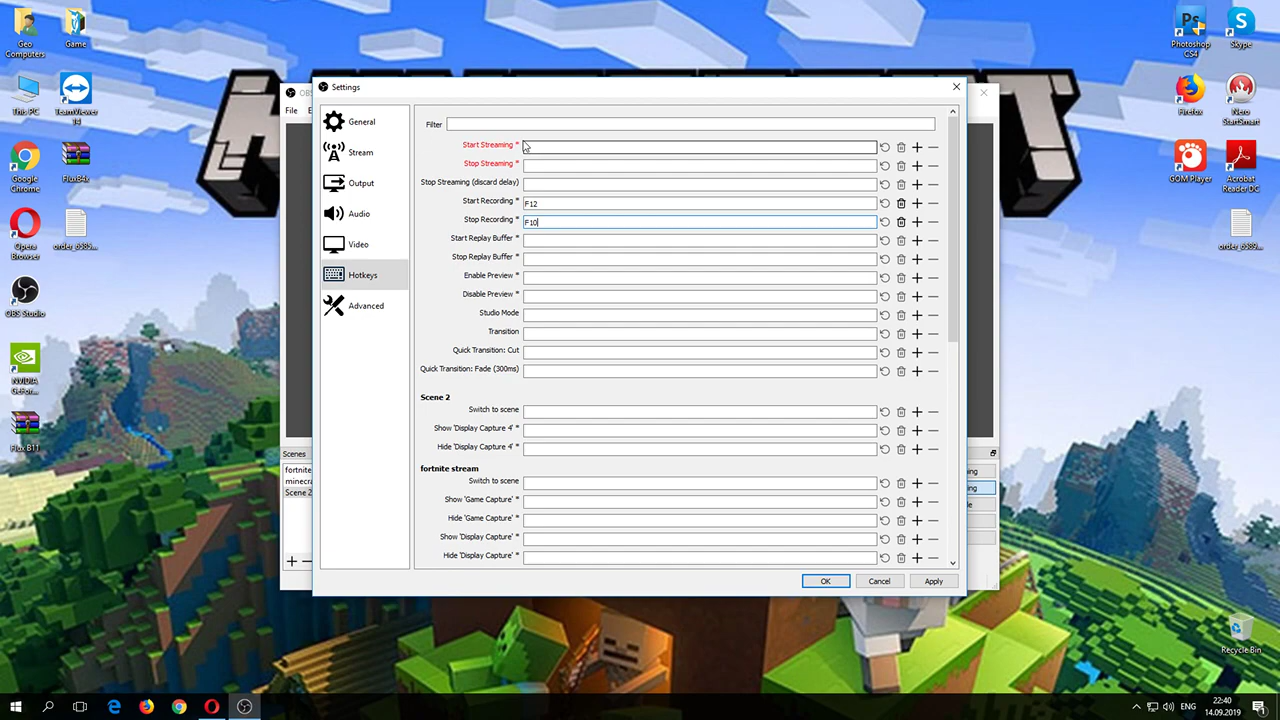 Geo Computers
Game
Photoshop CS4
Skype
This PC
TeamViewer 14
Firefox
Nero StartSmart
Google Chrome
FluxB4x
GOM Player
Acrobat Reader DC
Opera Browser
order_0389...
order_0389...
OBS Studio
NVIDIA GeFor...
Flux B11
OBS
File
Scenes
fortnite
minecra
Scene 2
Settings
General
Stream
Output
Audio
Video
Hotkeys
Advanced
Filter
Start Streaming *
Stop Streaming *
Stop Streaming (discard delay)
Start Recording * F12
Stop Recording * F10
Start Replay Buffer *
Stop Replay Buffer *
Enable Preview *
Disable Preview *
Studio Mode
Transition
Quick Transition: Cut
Quick Transition: Fade (300ms)
Scene 2
Switch to scene
Show 'Display Capture 4' *
Hide 'Display Capture 4' *
fortnite stream
Switch to scene
Show 'Game Capture' *
Hide 'Game Capture' *
Show 'Display Capture' *
Hide 'Display Capture' *
OK
Cancel
Apply
Recycle Bin
ENG
22:40
14.09.2019